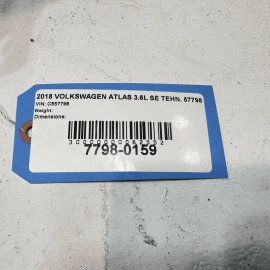 2018 VOLKSWAGEN ATLAS 3.6L SE TEHN. 57798
VIN: C557798
Weight:
Dimensions:
7798-0159